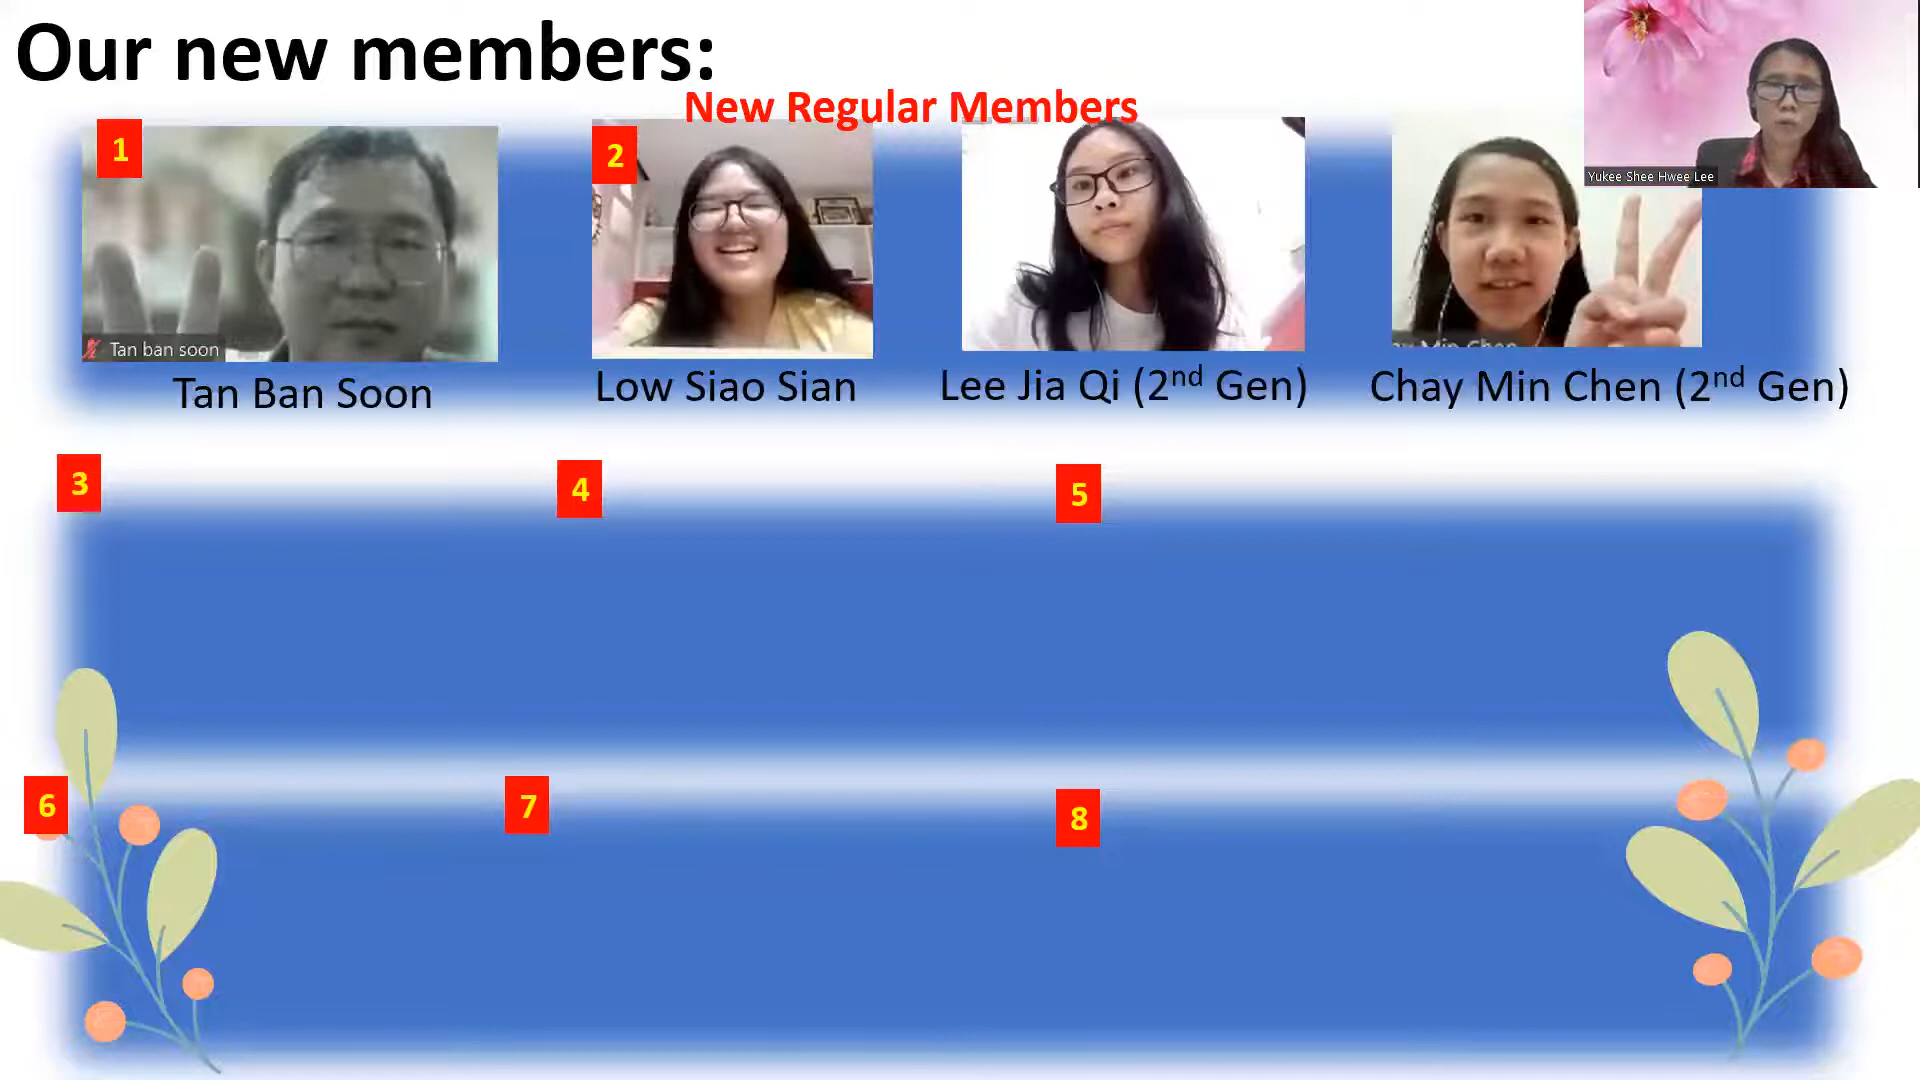 Our new members:
New Regular Members
1
2
Yukee Shee Hwee Lee
Tan ban soon
Tan Ban Soon
Low Siao Sian
Lee Jia Qi (2nd Gen)
Chay Min Chen (2nd Gen)
3
4
5
6
7
8